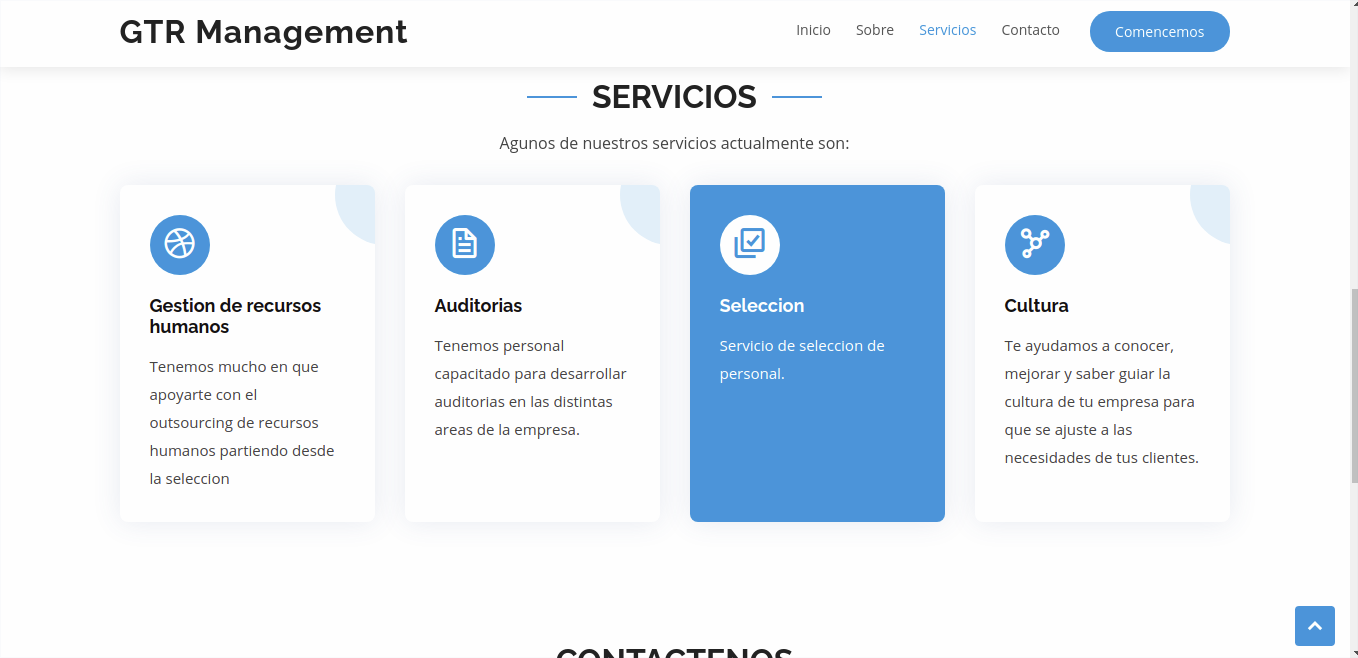 GTR Management
Inicio
Sobre
Servicios
Contacto
Comencemos
SERVICIOS
Agunos de nuestros servicios actualmente son:
Gestion de recursos
humanos
Tenemos mucho en que
apoyarte con el
outsourcing de recursos
humanos partiendo desde
la seleccion
Auditorias
Tenemos personal
capacitado para desarrollar
auditorias en las distintas
areas de la empresa.
Seleccion
Servicio de seleccion de
personal.
Cultura
Te ayudamos a conocer,
mejorar y saber guiar la
cultura de tu empresa para
que se ajuste a las
necesidades de tus clientes.
CONTACTENOS